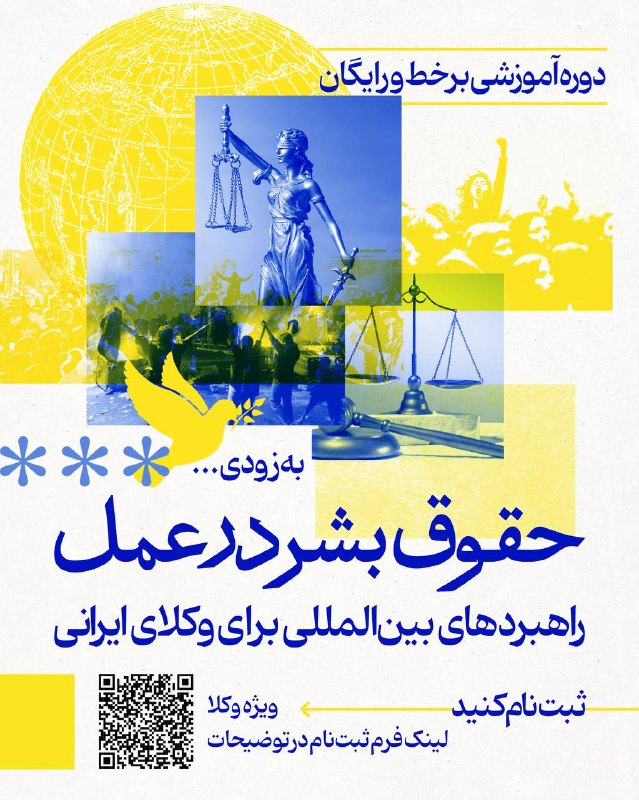 دوره آموزشی برخط و رایگان
به‌زودی...
حقوق بشر در عمل
راهبردهای بین‌المللی برای وکلای ایرانی
ثبت‌نام کنید
ویژه وکلا
لینک فرم ثبت‌نام در توضیحات